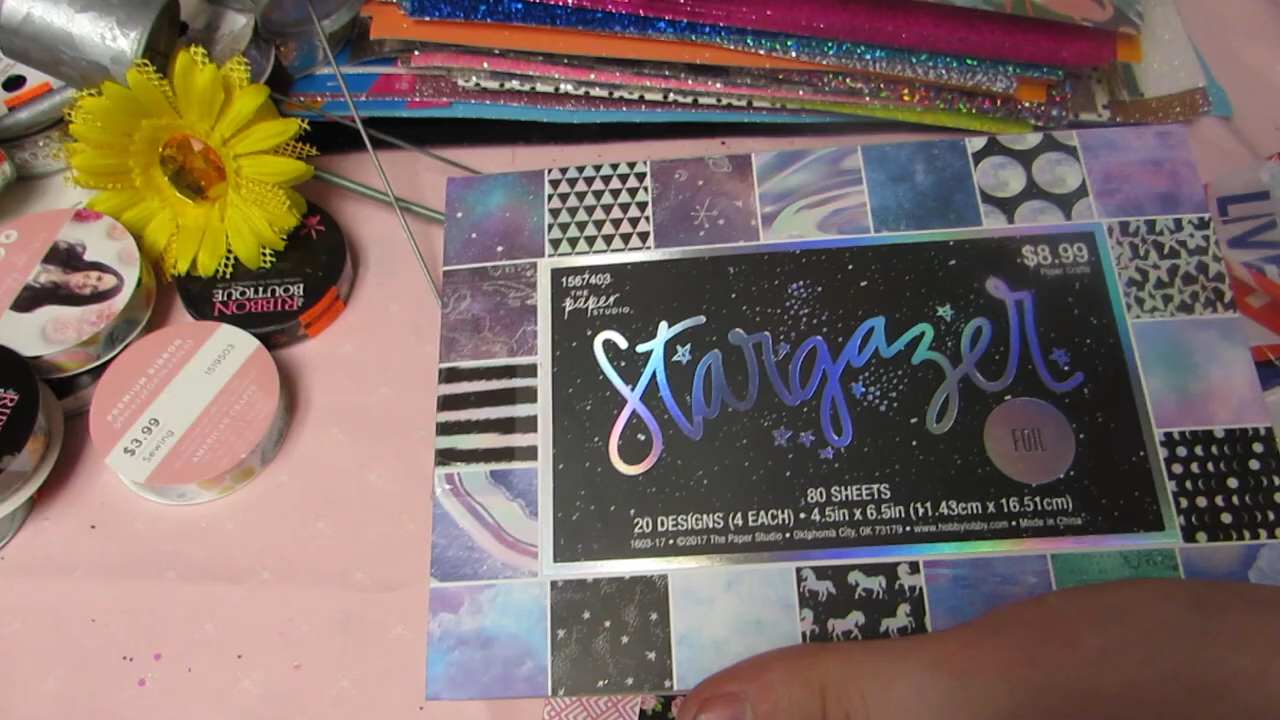 1567403
$8.99
Paper Crafts
THE
paper
STUDIO
Stargazer
FOIL
80 SHEETS
20 DESIGNS (4 EACH) • 4.5in x 6.5in (11.43cm x 16.51cm)
1603-17 • ©2017 The Paper Studio • Oklahoma City, OK 73179 • www.hobbylobby.com • Made in China
RIBBON
BOUTIQUE
PREMIUM RIBBON
1519503
$3.99
Sewing
AMERICAN CRAFTS